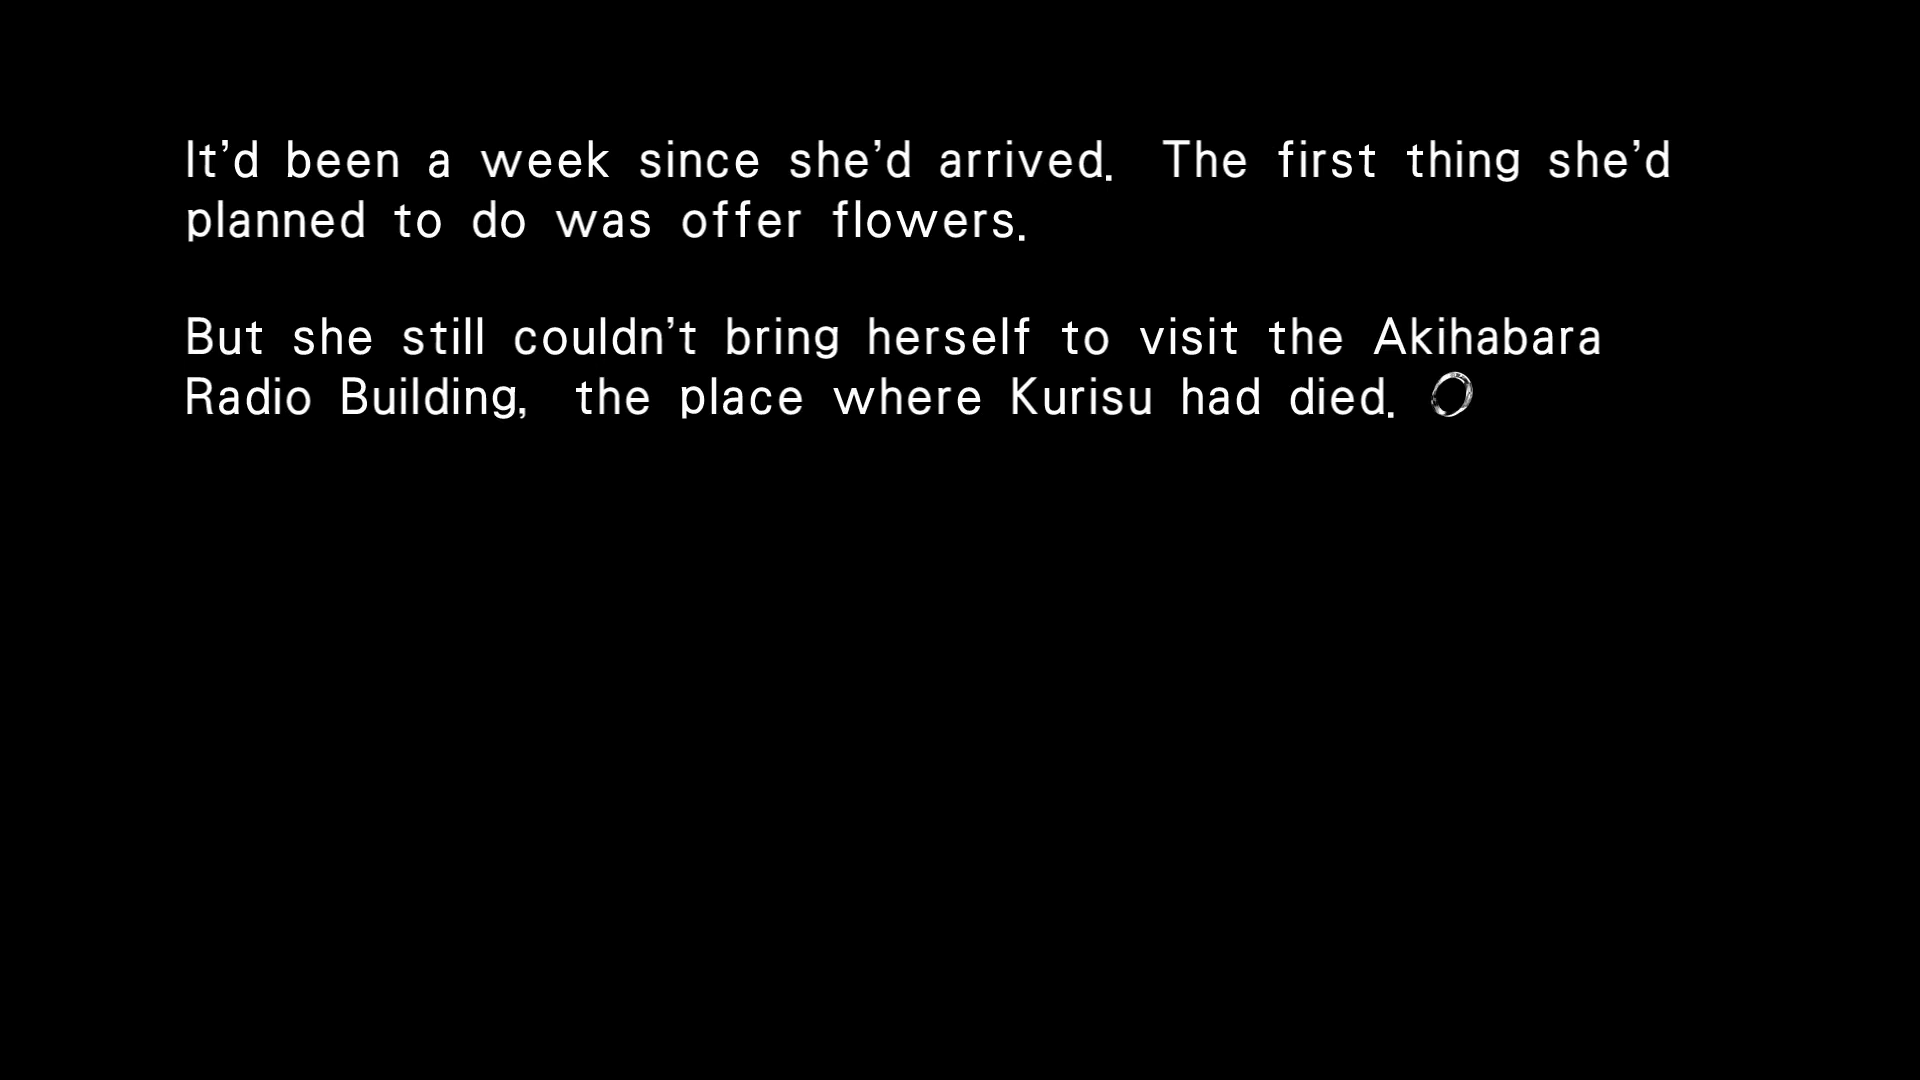 It’d been a week since she’d arrived. The first thing she’d
planned to do was offer flowers.
But she still couldn’t bring herself to visit the Akihabara
Radio Building, the place where Kurisu had died.